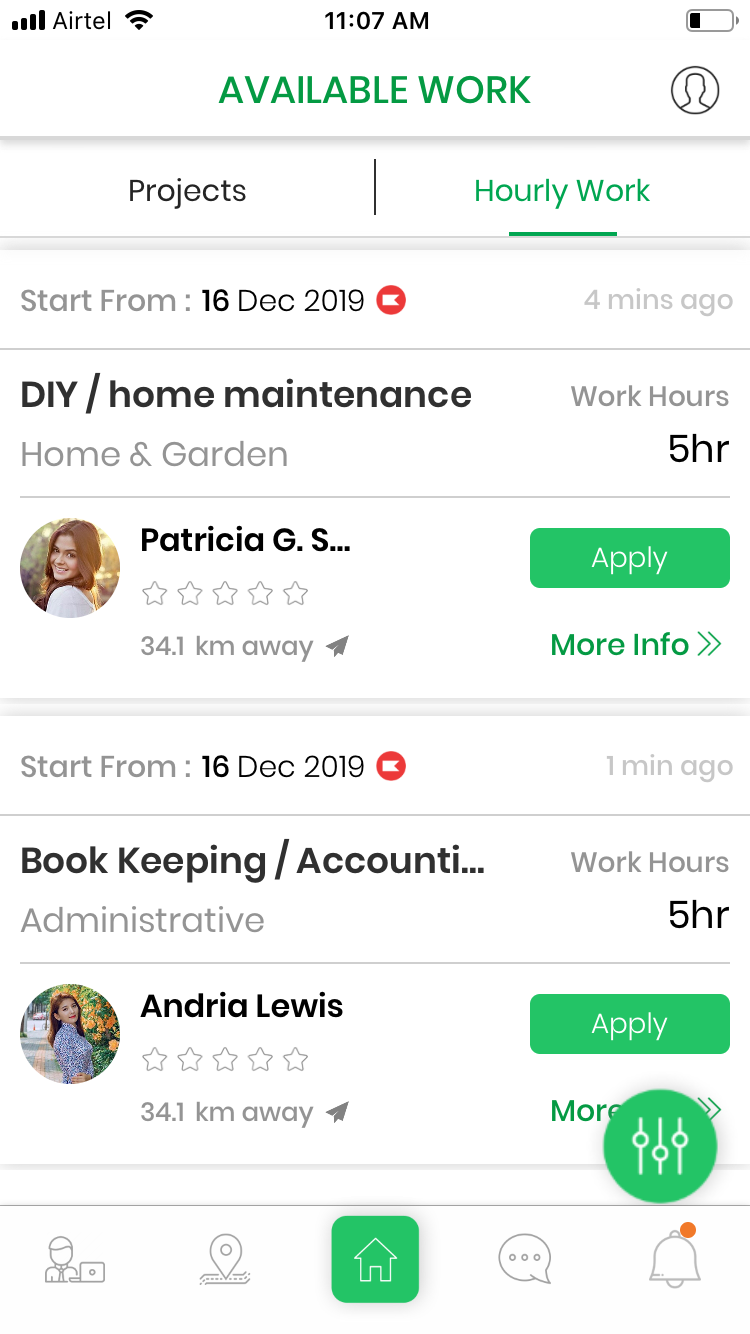 Airtel 11:07 AM
AVAILABLE WORK
Projects Hourly Work
Start From : 16 Dec 2019 4 mins ago
DIY / home maintenance Work Hours
Home & Garden 5hr
Patricia G. S... Apply
34.1 km away More Info
Start From : 16 Dec 2019 1 min ago
Book Keeping / Accounti... Work Hours
Administrative 5hr
Andria Lewis Apply
34.1 km away More